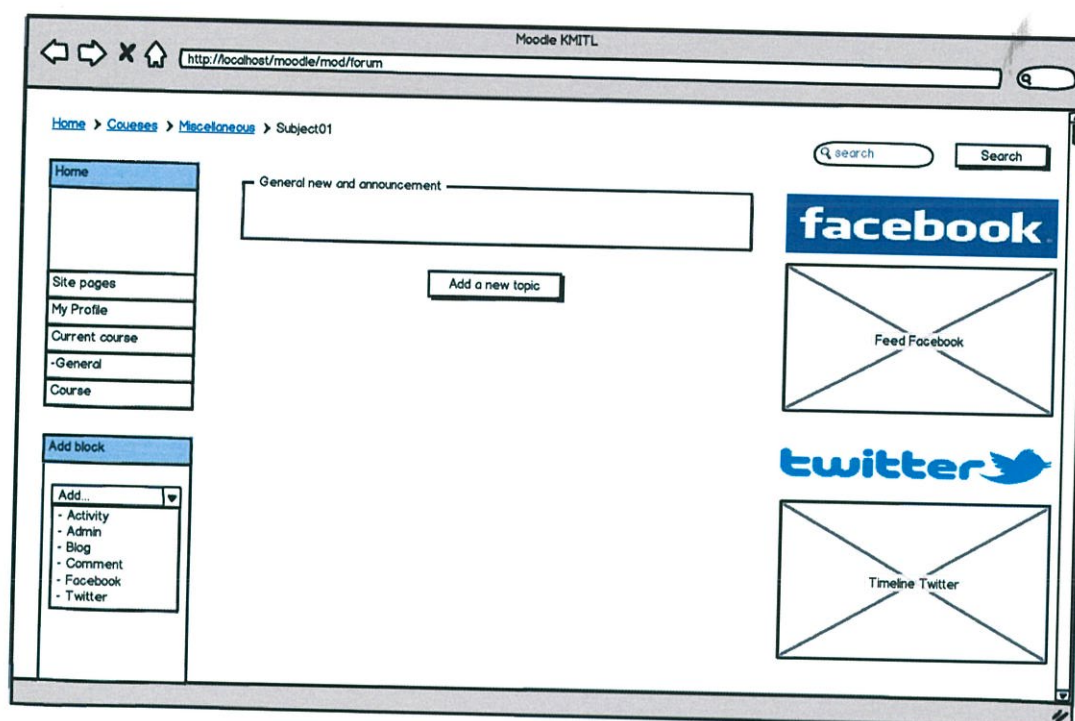 Moodle KMITL
http://localhost/moodle/mod/forum
Home > Coueses > Miscellaneous > Subject01
search
Search
Home
Site pages
My Profile
Current course
-General
Course
General new and announcement
Add a new topic
facebook
Feed Facebook
Add block
Add...
- Activity
- Admin
- Blog
- Comment
- Facebook
- Twitter
twitter
Timeline Twitter